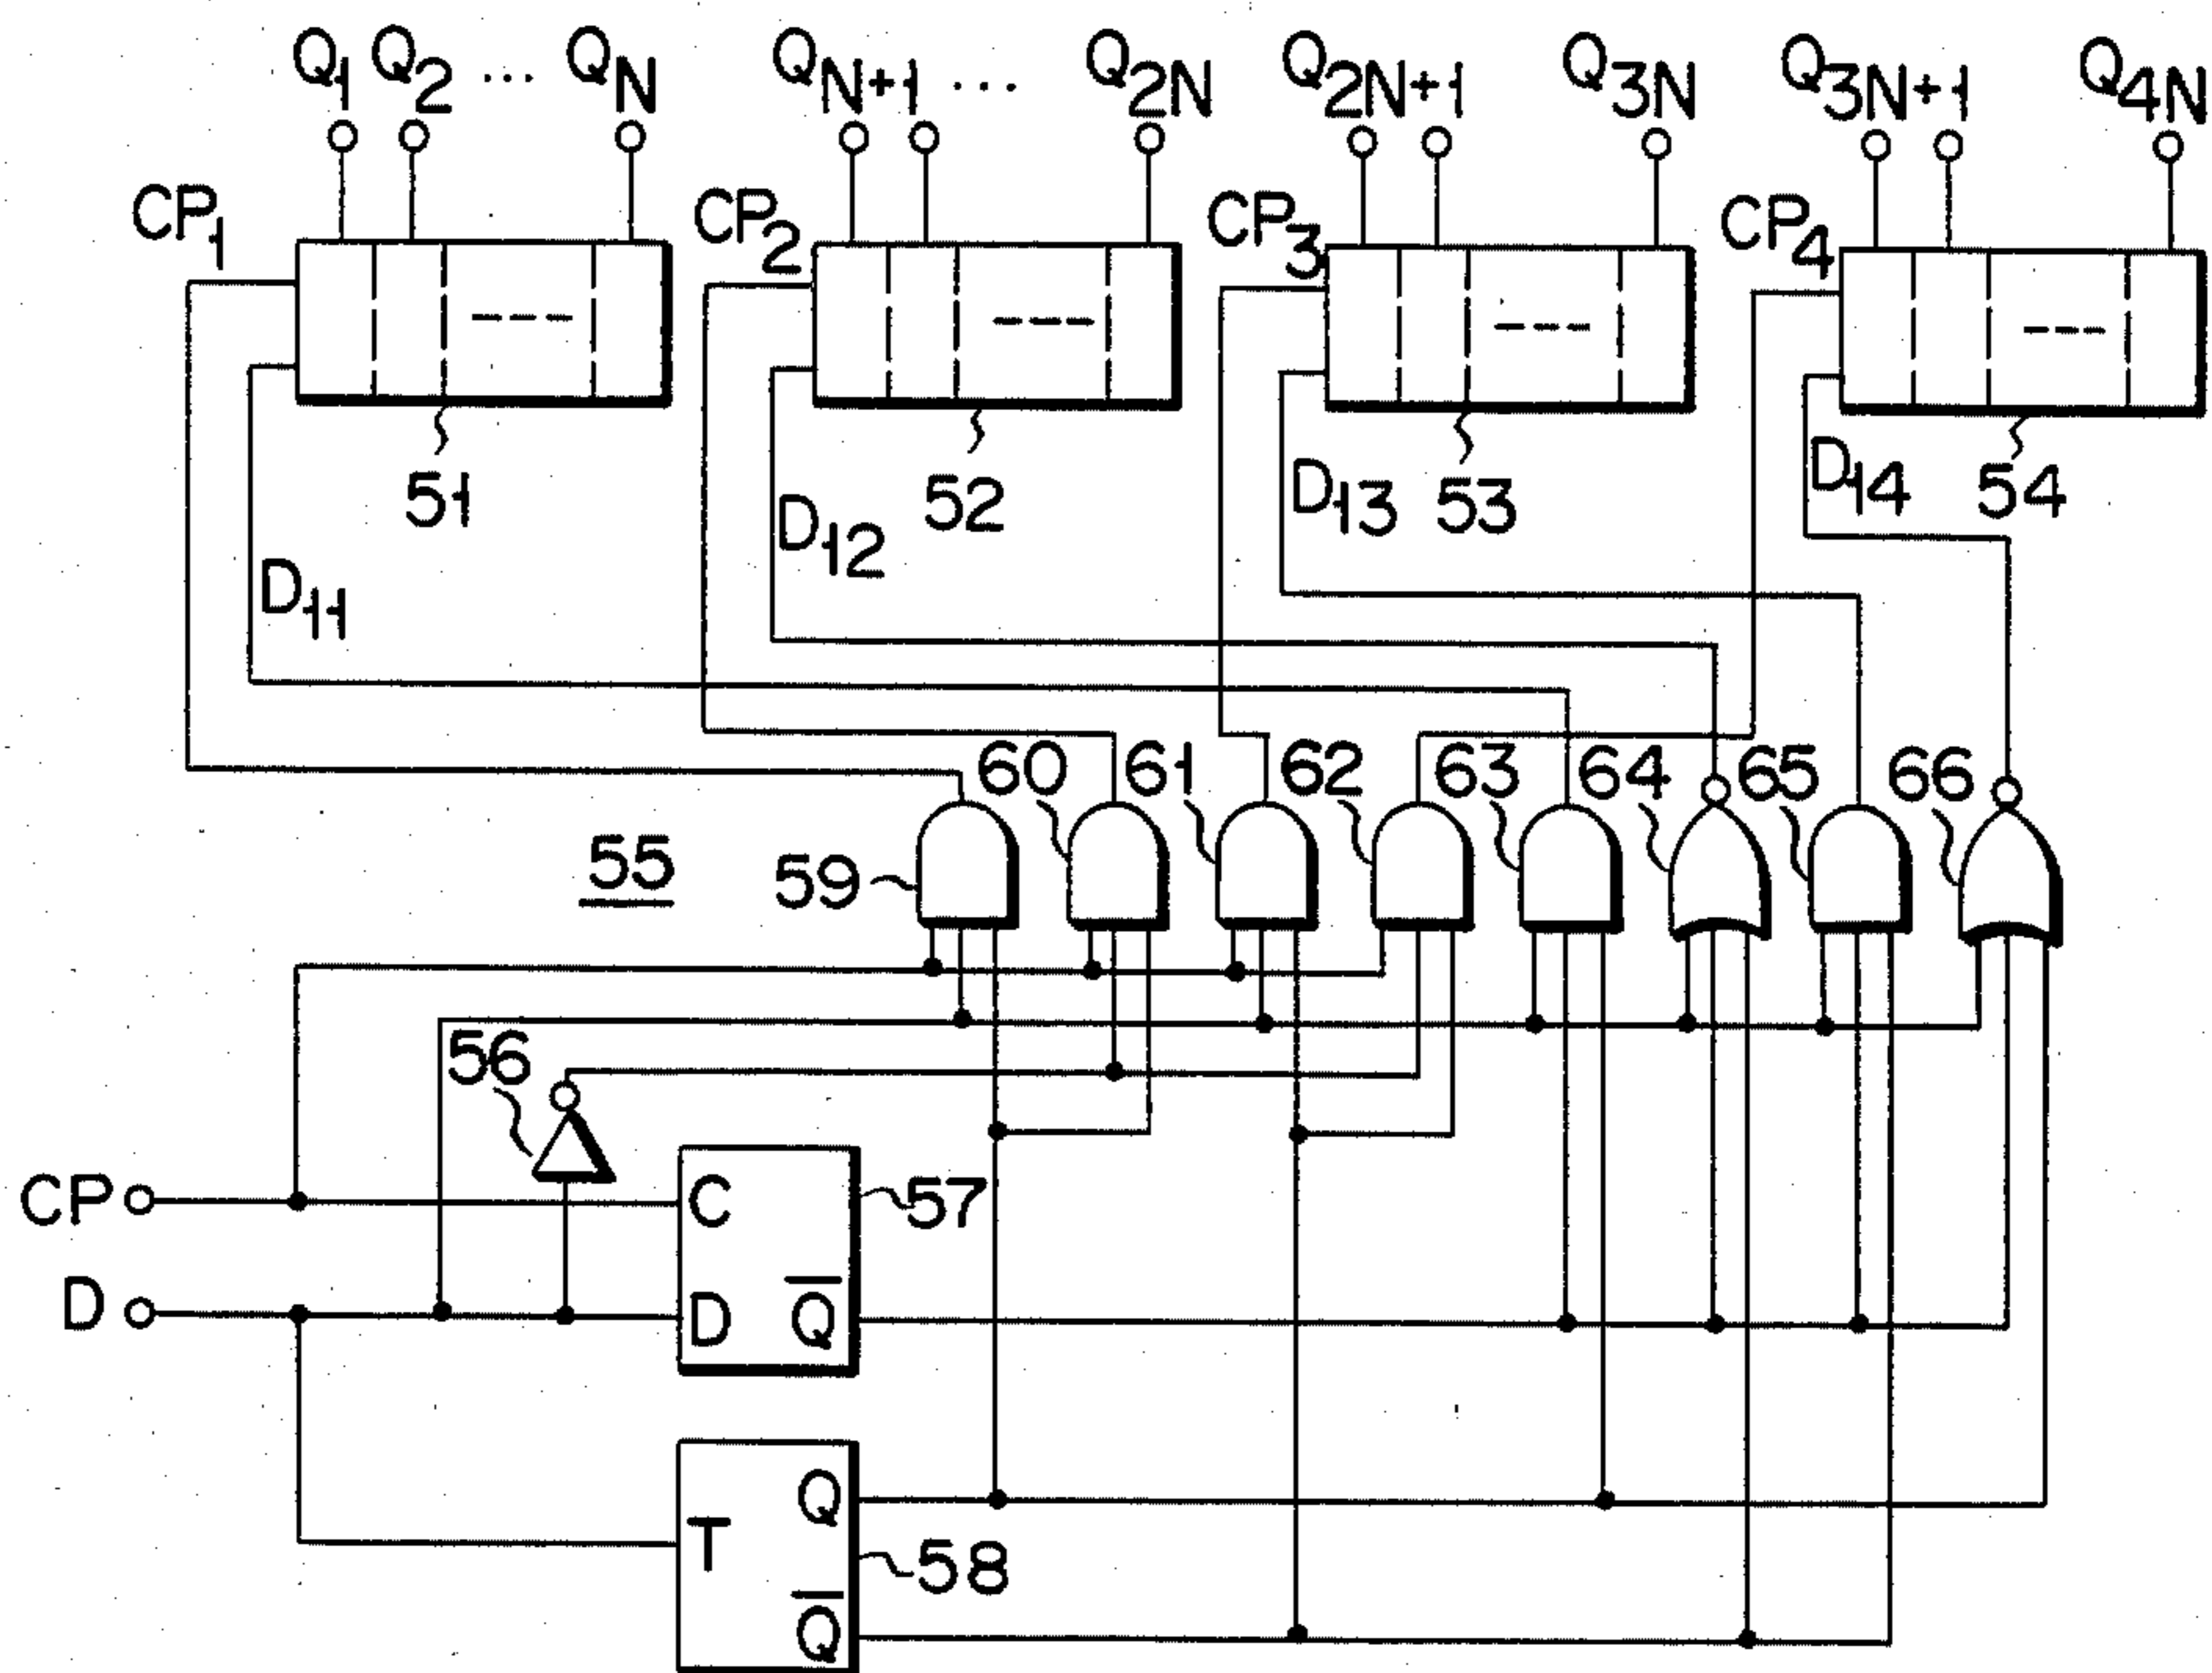 Q1 Q2 ... QN QN+1 ... Q2N Q2N+1 Q3N Q3N+1 Q4N
CP1 CP2 CP3 CP4
51 52 53 54
D11 D12 D13 D14
60 61 62 63 64 65 66
55 59
56
CP C 57
D D Q̅
Q
T 58
Q̅